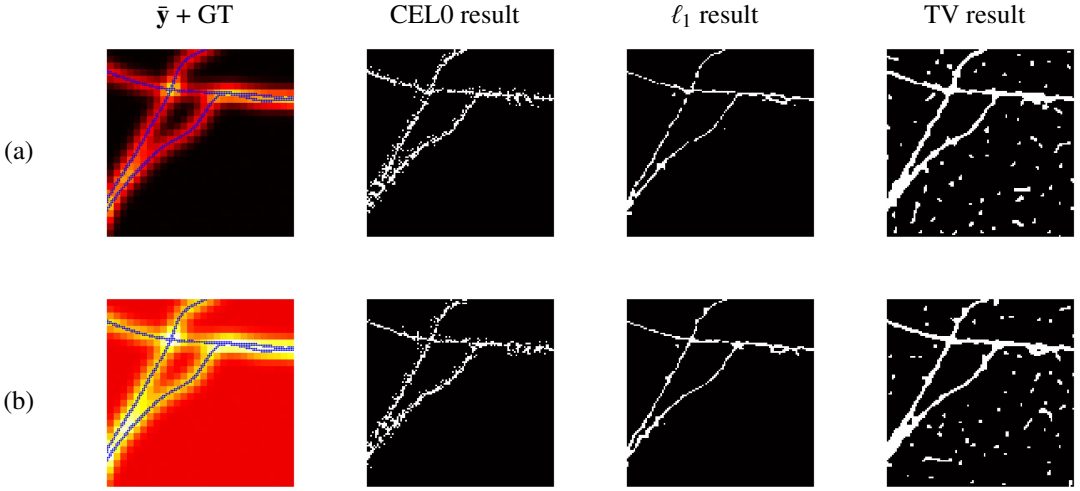 ȳ + GT CEL0 result ℓ₁ result TV result
(a)
(b)